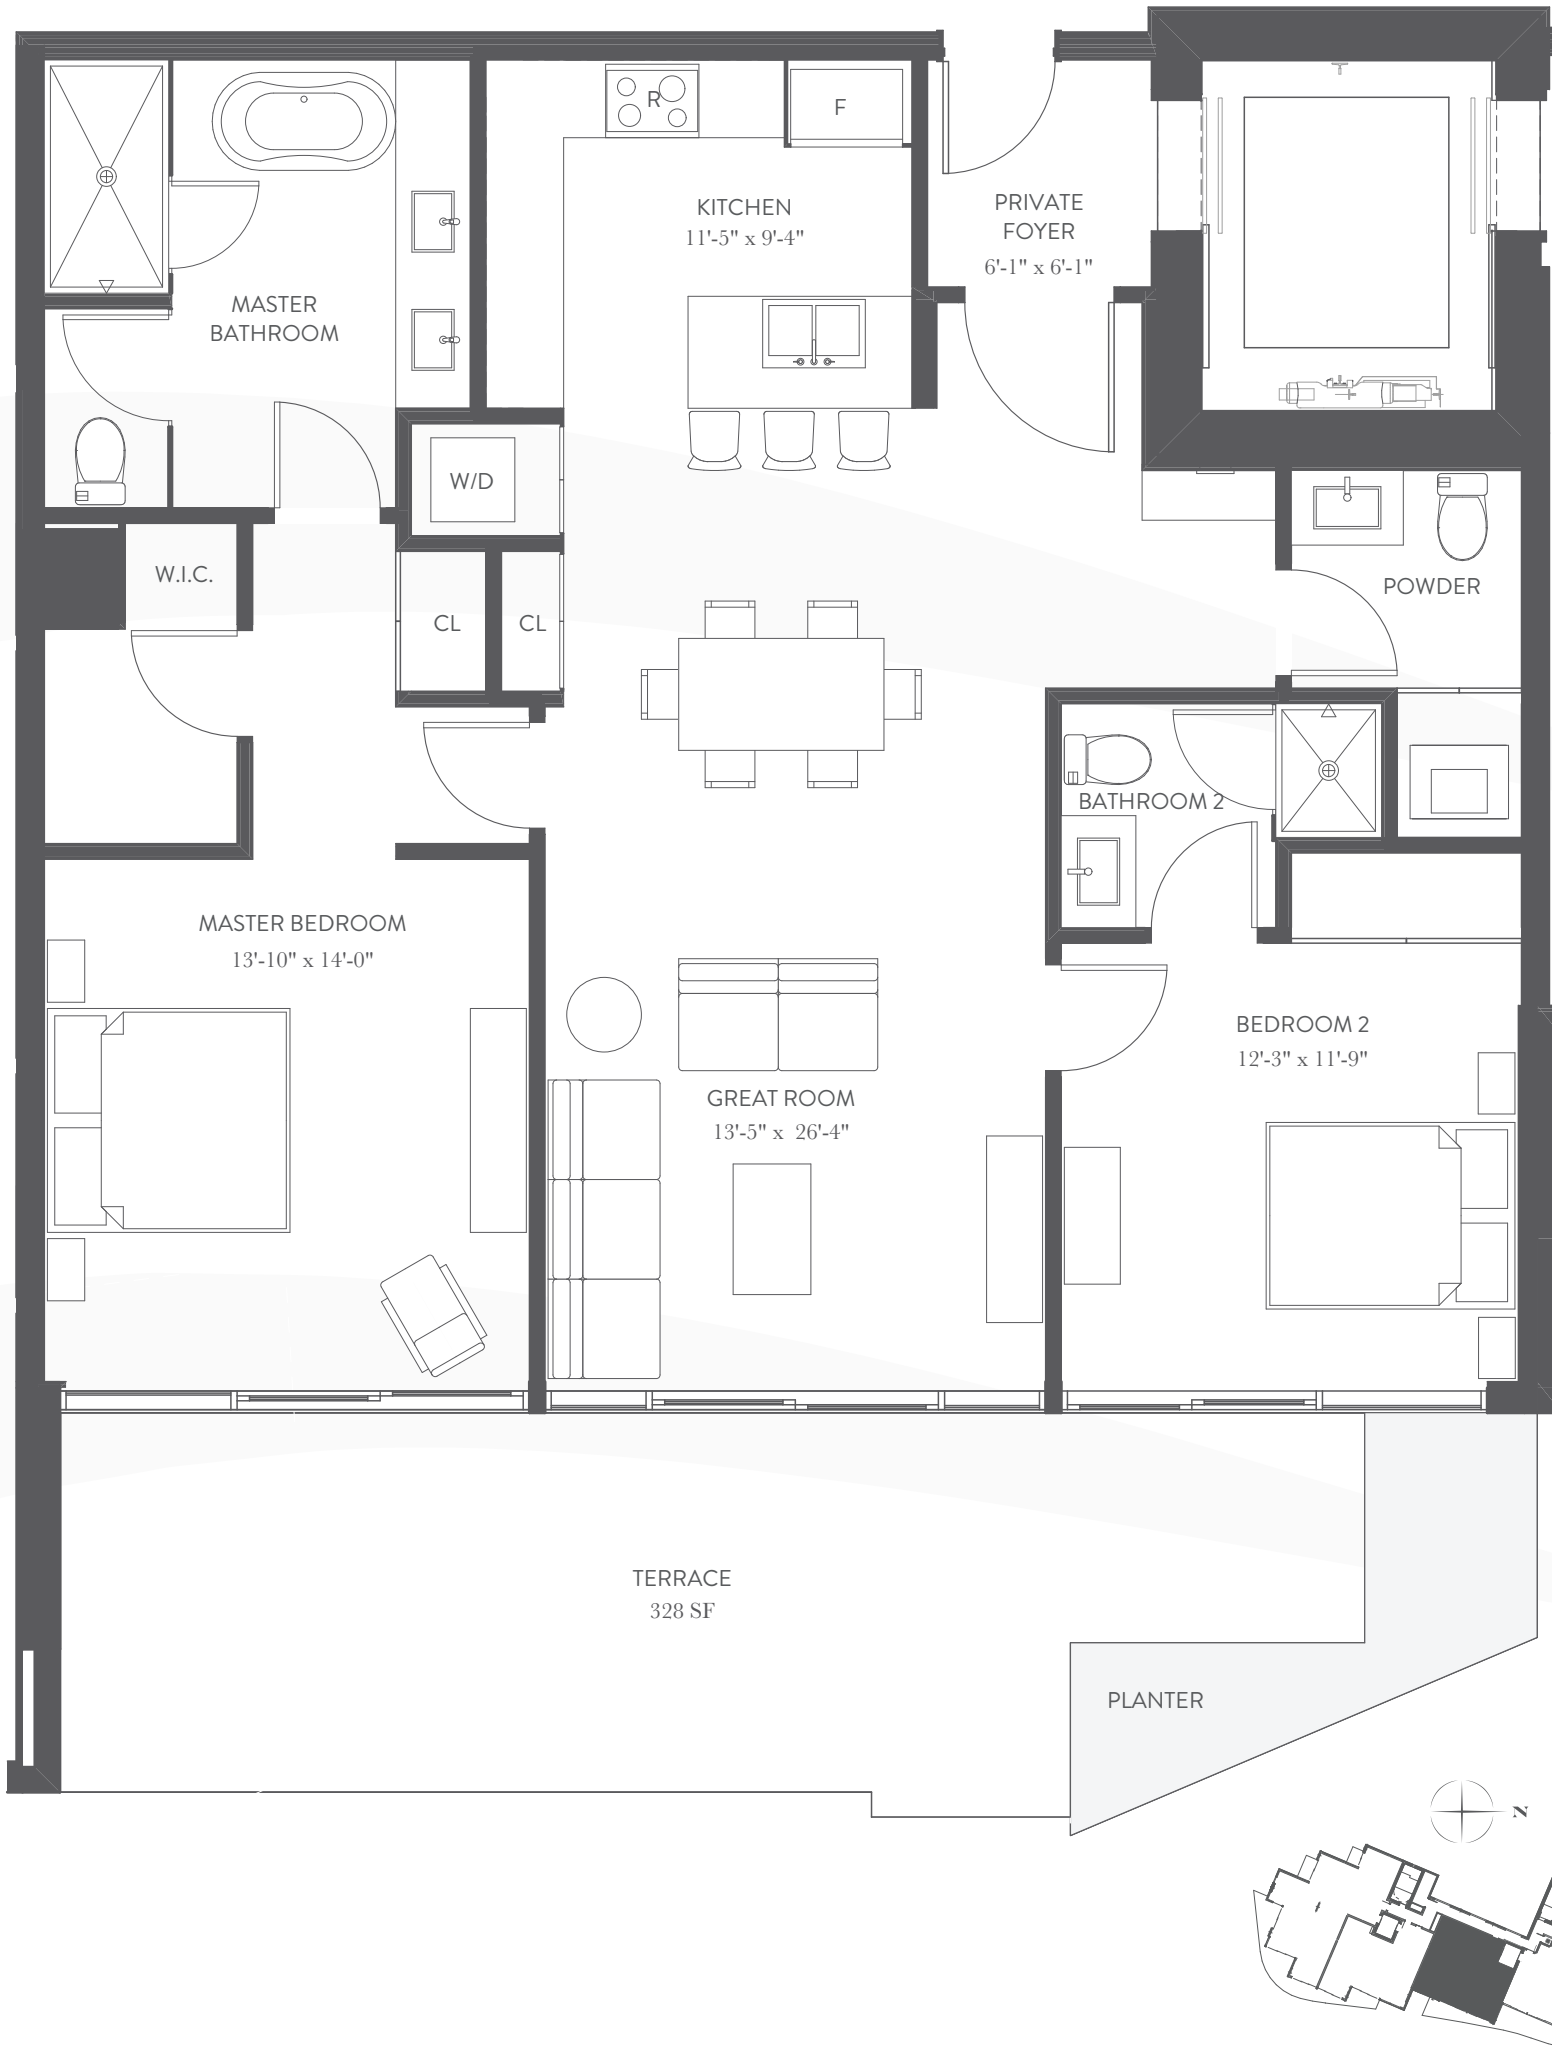 R
F
KITCHEN
11'-5" x 9'-4"
PRIVATE
FOYER
6'-1" x 6'-1"
MASTER
BATHROOM
W/D
W.I.C.
CL
CL
POWDER
BATHROOM 2
MASTER BEDROOM
13'-10" x 14'-0"
BEDROOM 2
12'-3" x 11'-9"
GREAT ROOM
13'-5" x 26'-4"
TERRACE
328 SF
PLANTER
N